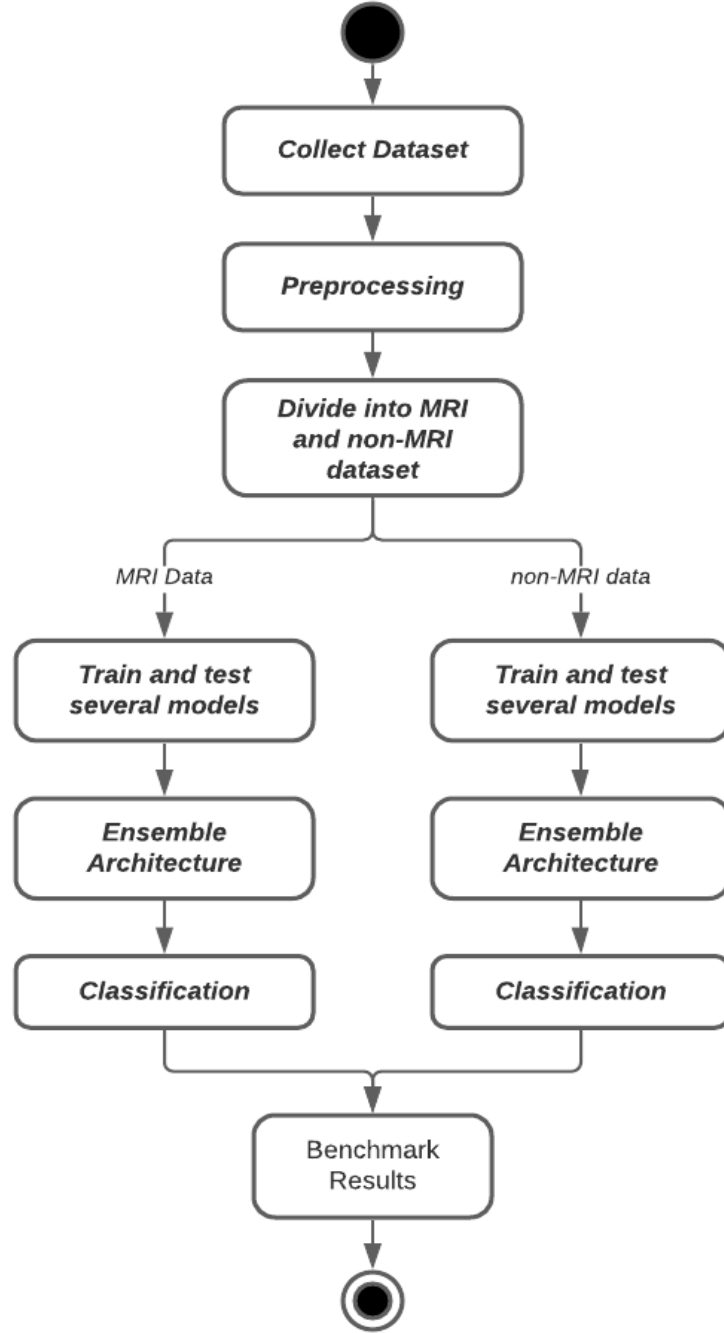 Collect Dataset
Preprocessing
Divide into MRI
and non-MRI
dataset
MRI Data
non-MRI data
Train and test
several models
Train and test
several models
Ensemble
Architecture
Ensemble
Architecture
Classification
Classification
Benchmark
Results